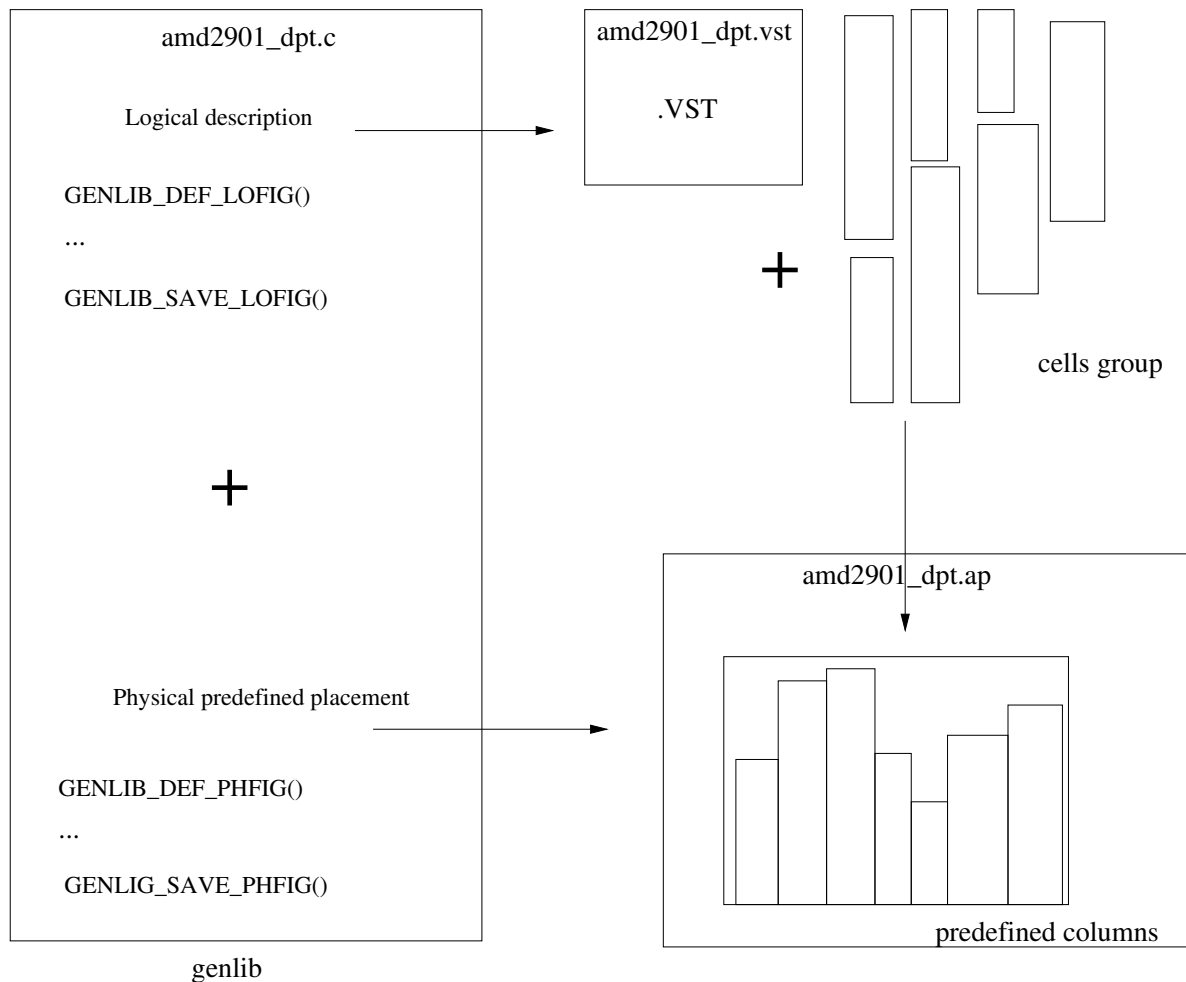 amd2901_dpt.c
Logical description
GENLIB_DEF_LOFIG()
...
GENLIB_SAVE_LOFIG()
+
Physical predefined placement
GENLIB_DEF_PHFIG()
...
GENLIG_SAVE_PHFIG()
genlib
amd2901_dpt.vst
.VST
+
cells group
amd2901_dpt.ap
predefined columns